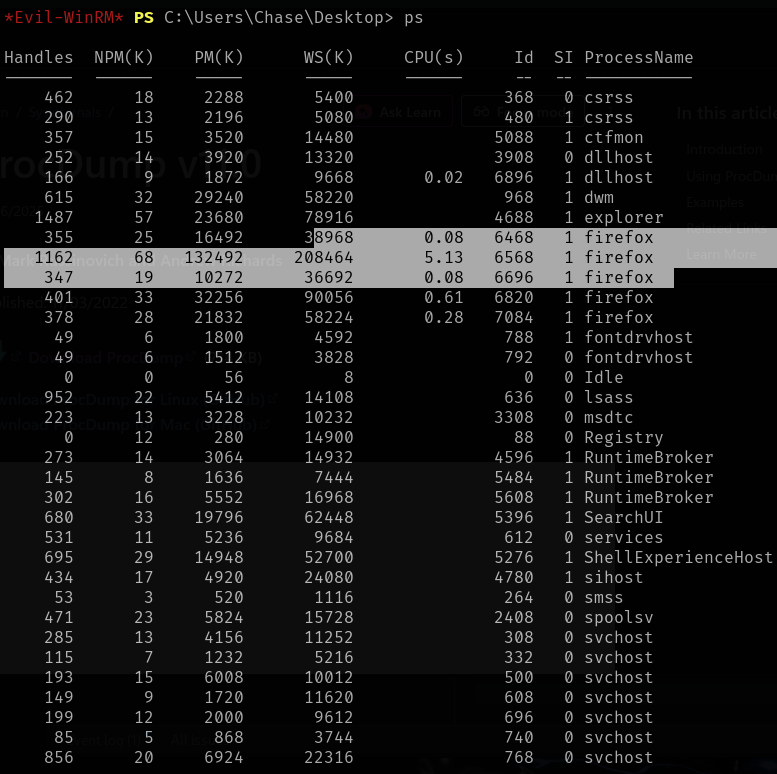 *Evil-WinRM* PS C:\Users\Chase\Desktop> ps
Handles NPM(K) PM(K) WS(K) CPU(s) Id SI ProcessName
------- ------ ----- ----- ------ -- -- -----------
462 18 2288 5400 368 0 csrss
290 13 2196 5080 480 1 csrss
357 15 3520 14480 5088 1 ctfmon
252 14 3920 13320 3908 0 dllhost
166 9 1872 9668 0.02 6896 1 dllhost
615 32 29240 58220 968 1 dwm
1487 57 23680 78916 4688 1 explorer
355 25 16492 38968 0.08 6468 1 firefox
1162 68 132492 208464 5.13 6568 1 firefox
347 19 10272 36692 0.08 6696 1 firefox
401 33 32256 90056 0.61 6820 1 firefox
378 28 21832 58224 0.28 7084 1 firefox
49 6 1800 4592 788 1 fontdrvhost
49 6 1512 3828 792 0 fontdrvhost
0 0 56 8 0 0 Idle
952 22 5412 14108 636 0 lsass
223 13 3228 10232 3308 0 msdtc
0 12 280 14900 88 0 Registry
273 14 3064 14932 4596 1 RuntimeBroker
145 8 1636 7444 5484 1 RuntimeBroker
302 16 5552 16968 5608 1 RuntimeBroker
680 33 19796 62448 5396 1 SearchUI
531 11 5236 9684 612 0 services
695 29 14948 52700 5276 1 ShellExperienceHost
434 17 4920 24080 4780 1 sihost
53 3 520 1116 264 0 smss
471 23 5824 15728 2408 0 spoolsv
285 13 4156 11252 308 0 svchost
115 7 1232 5216 332 0 svchost
193 15 6008 10012 500 0 svchost
149 9 1720 11620 608 0 svchost
199 12 2000 9612 696 0 svchost
85 5 868 3744 740 0 svchost
856 20 6924 22316 768 0 svchost
Ask Learn
In this article
Introduction
Examples
Related Links
Learn More